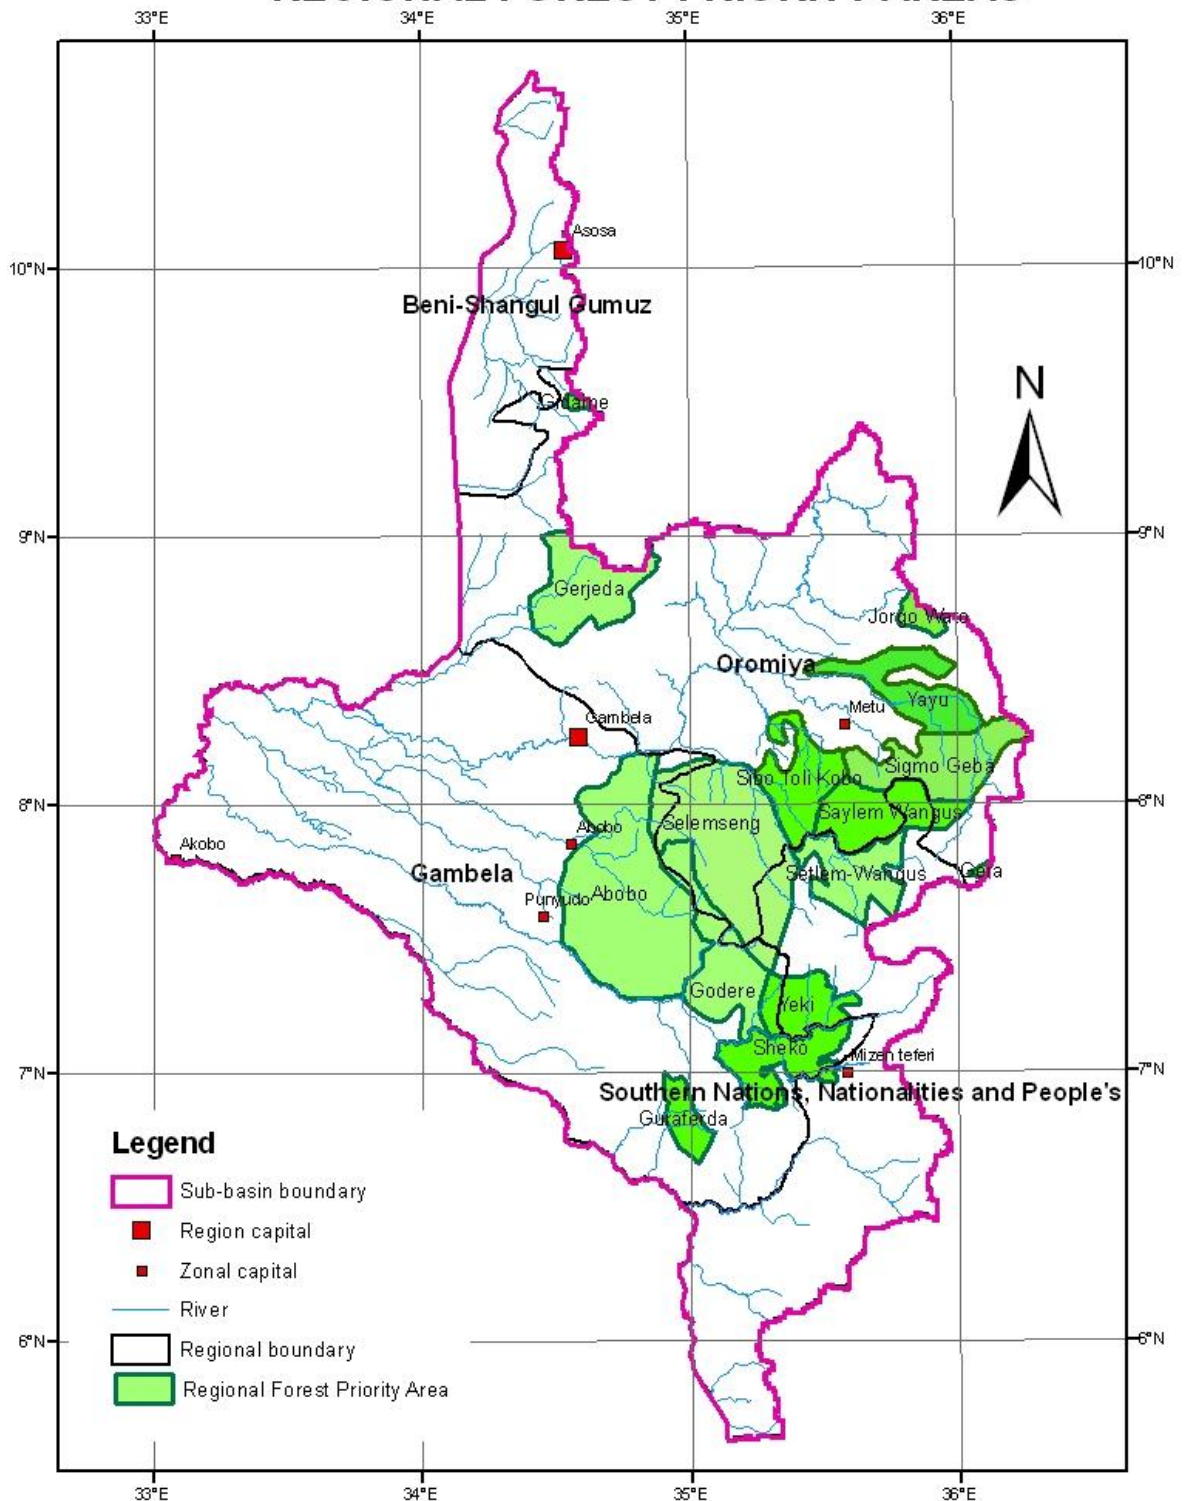 33°E 34°E 35°E 36°E
Asosa
10°N 10°N
Beni-Shangul Gumuz
N
Gidame
9°N 9°N
Gerjeda
Jorgo Waro
Oromiya
Yayu
Metu
Gambela
Sigmo Geba
Sibo Toli Kobo
8°N 8°N
Saylem Wangus
Selemseng
Abobo
Akobo
Gambela
Setlem-Wangus
Gera
Abobo
Punyudo
Godere
Yeki
Sheko
Mizen teferi
7°N 7°N
Southern Nations, Nationalities and People's
Guraferda
Legend
Sub-basin boundary
Region capital
Zonal capital
River
6°N 6°N
Regional boundary
Regional Forest Priority Area
33°E 34°E 35°E 36°E